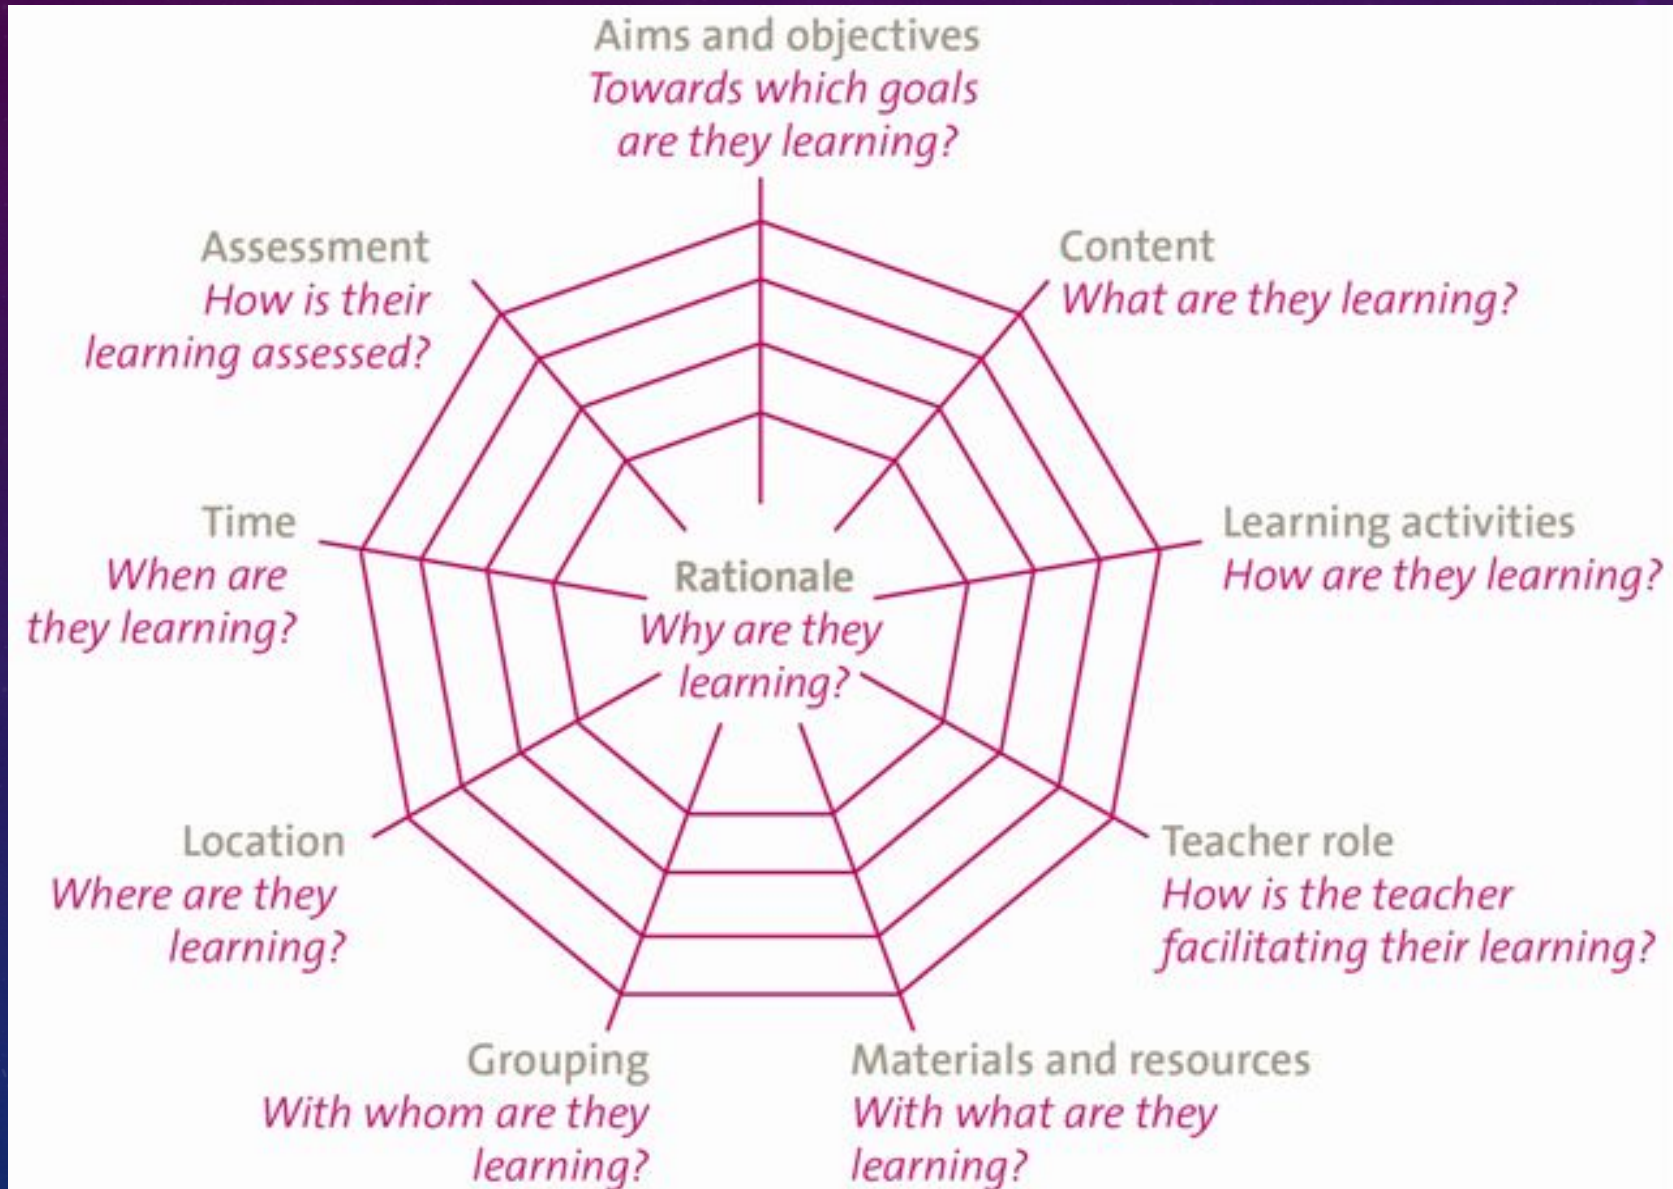 Aims and objectives
Towards which goals
are they learning?
Content
What are they learning?
Learning activities
How are they learning?
Teacher role
How is the teacher
facilitating their learning?
Materials and resources
With what are they
learning?
Grouping
With whom are they
learning?
Location
Where are they
learning?
Time
When are
they learning?
Assessment
How is their
learning assessed?
Rationale
Why are they
learning?